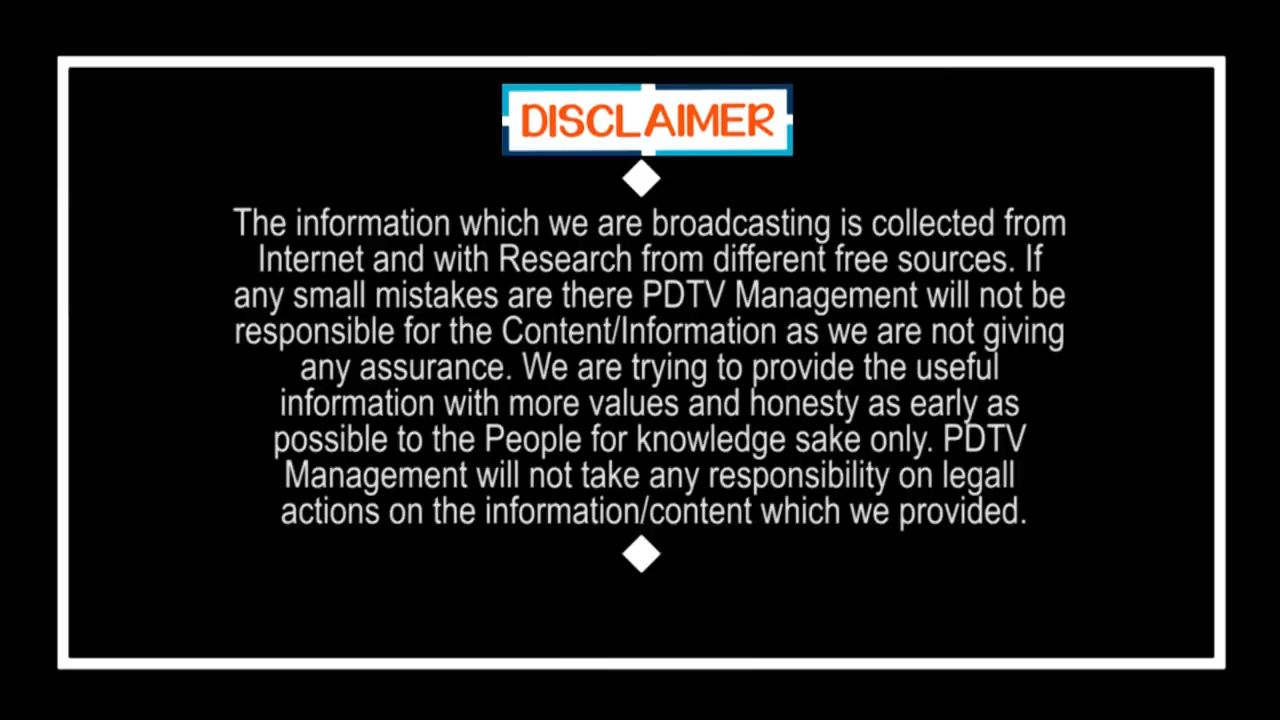 DISCLAIMER
The information which we are broadcasting is collected from
Internet and with Research from different free sources. If
any small mistakes are there PDTV Management will not be
responsible for the Content/Information as we are not giving
any assurance. We are trying to provide the useful
information with more values and honesty as early as
possible to the People for knowledge sake only. PDTV
Management will not take any responsibility on legall
actions on the information/content which we provided.